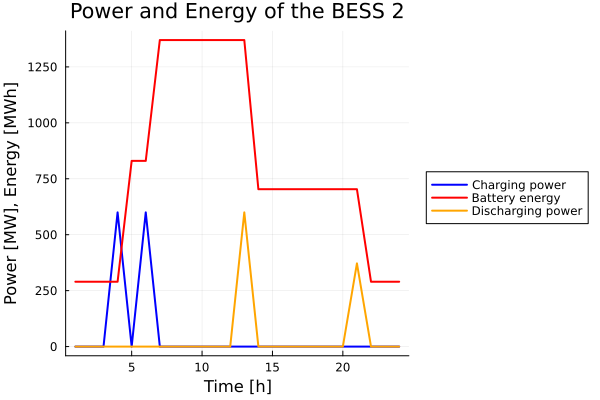 Power and Energy of the BESS 2
Power [MW], Energy [MWh]
1250
1000
750
500
250
0
5
10
15
20
Time [h]
Charging power
Battery energy
Discharging power